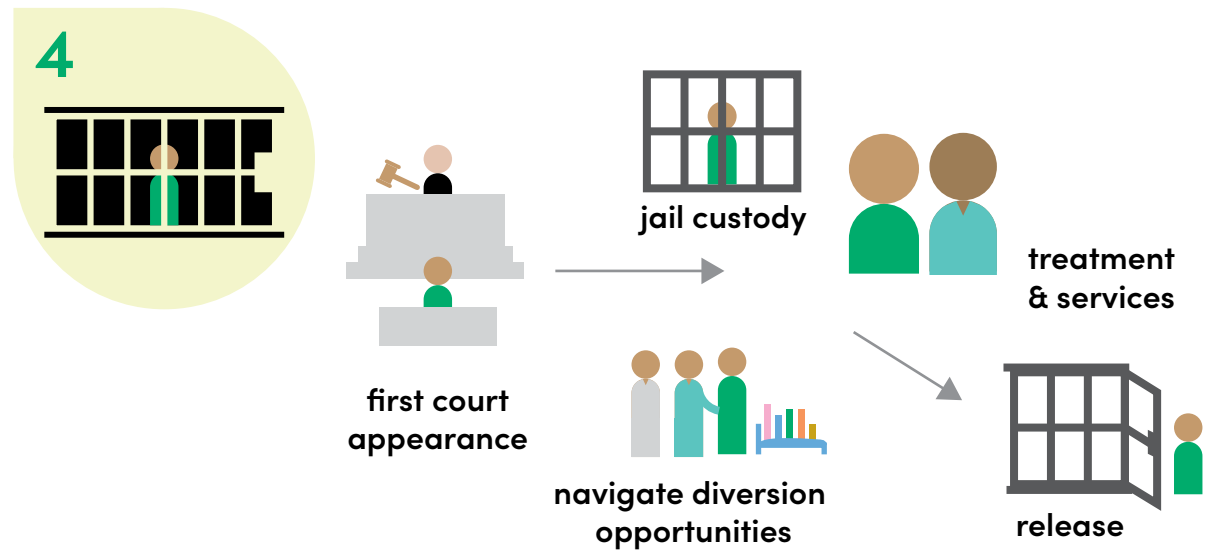 4
first court
appearance
jail custody
navigate diversion
opportunities
treatment
& services
release